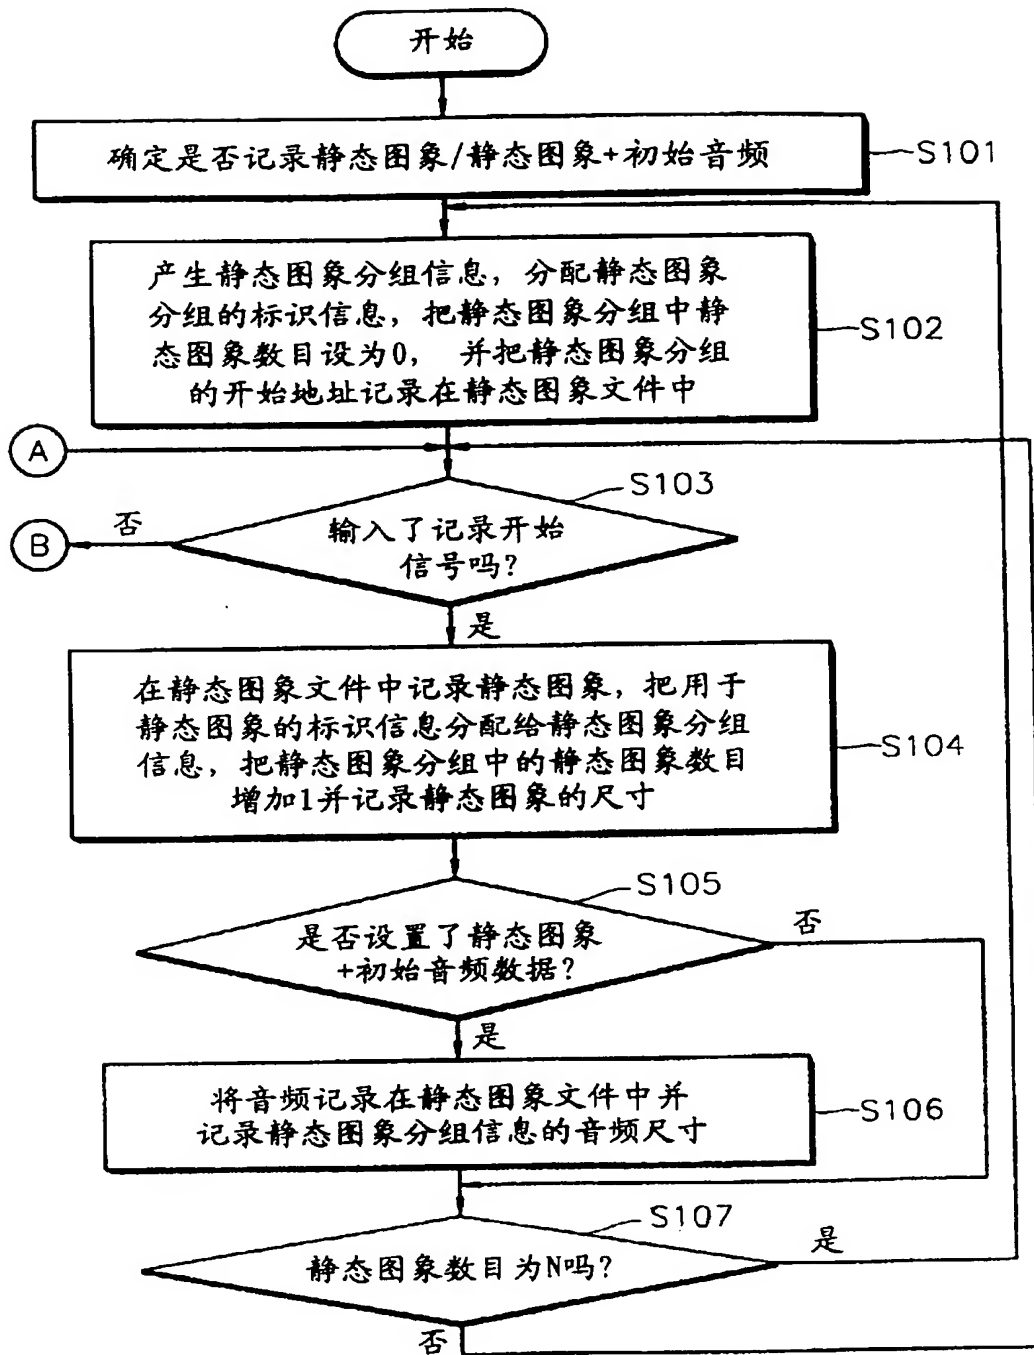 开始
确定是否记录静态图象/静态图象+初始音频
S101
产生静态图象分组信息，分配静态图象
分组的标识信息，把静态图象分组中静
态图象数目设为0， 并把静态图象分组
的开始地址记录在静态图象文件中
S102
A
S103
输入了记录开始
信号吗?
否
B
是
在静态图象文件中记录静态图象，把用于
静态图象的标识信息分配给静态图象分组
信息，把静态图象分组中的静态图象数目
增加1并记录静态图象的尺寸
S104
S105
是否设置了静态图象
+初始音频数据?
否
是
将音频记录在静态图象文件中并
记录静态图象分组信息的音频尺寸
S106
S107
静态图象数目为N吗?
是
否